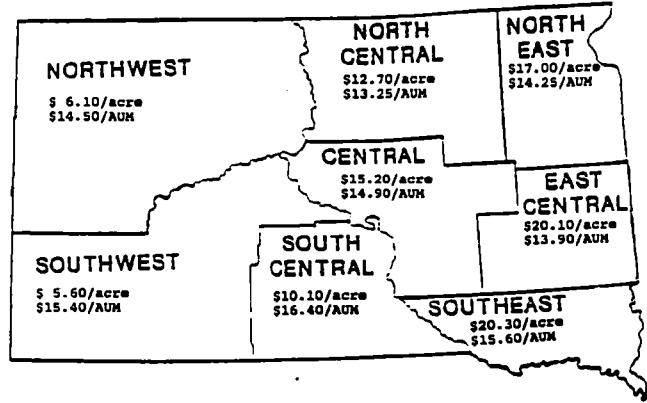 NORTHWEST
$ 6.10/acre
$14.50/AUM
NORTH
CENTRAL
$12.70/acre
$13.25/AUM
NORTH
EAST
$17.00/acre
$14.25/AUM
CENTRAL
$15.20/acre
$14.90/AUM
EAST
CENTRAL
$20.10/acre
$13.90/AUM
SOUTHWEST
$ 5.60/acre
$15.40/AUM
SOUTH
CENTRAL
$10.10/acre
$16.40/AUM
SOUTHEAST
$20.30/acre
$15.60/AUM